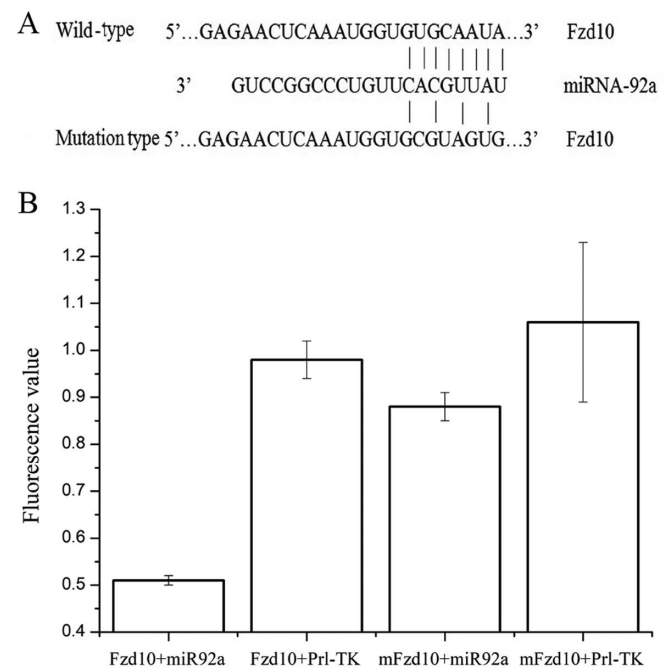 A
Wild-type 5’...GAGAACUCAAAUGGUGUGCAAUA...3’ Fzd10
3’ GUCCGGCCCUGUUCACGUUAU miRNA-92a
Mutation type 5’...GAGAACUCAAAUGGUGCGUAGUG...3’ Fzd10
B
1.3
1.2
1.1
1.0
0.9
0.8
0.7
0.6
0.5
0.4
Fluorescence value
Fzd10+miR92a Fzd10+Prl-TK mFzd10+miR92a mFzd10+Prl-TK